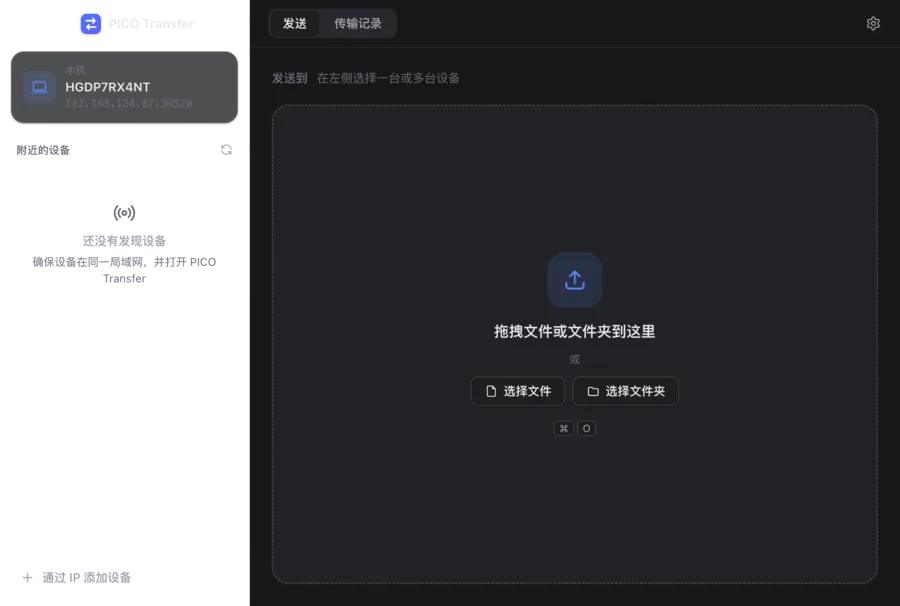 PICO Transfer
本机
HGDP7RX4NT
192.168.124.87:30520
附近的设备
还没有发现设备
确保设备在同一局域网，并打开 PICO
Transfer
通过 IP 添加设备
发送
传输记录
发送到 在左侧选择一台或多台设备
拖拽文件或文件夹到这里
或
选择文件
选择文件夹
⌘ O